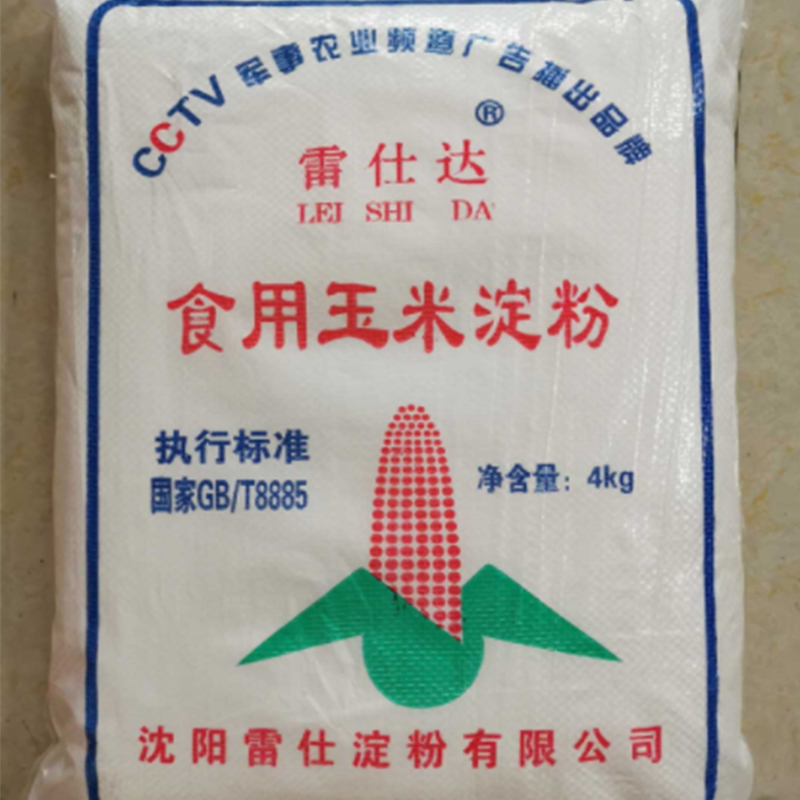 CCTV 军事农业频道广告播出品牌
®
雷仕达
LEI SHI DA
食用玉米淀粉
执行标准
国家GB/T8885
净含量：4kg
沈阳雷仕淀粉有限公司